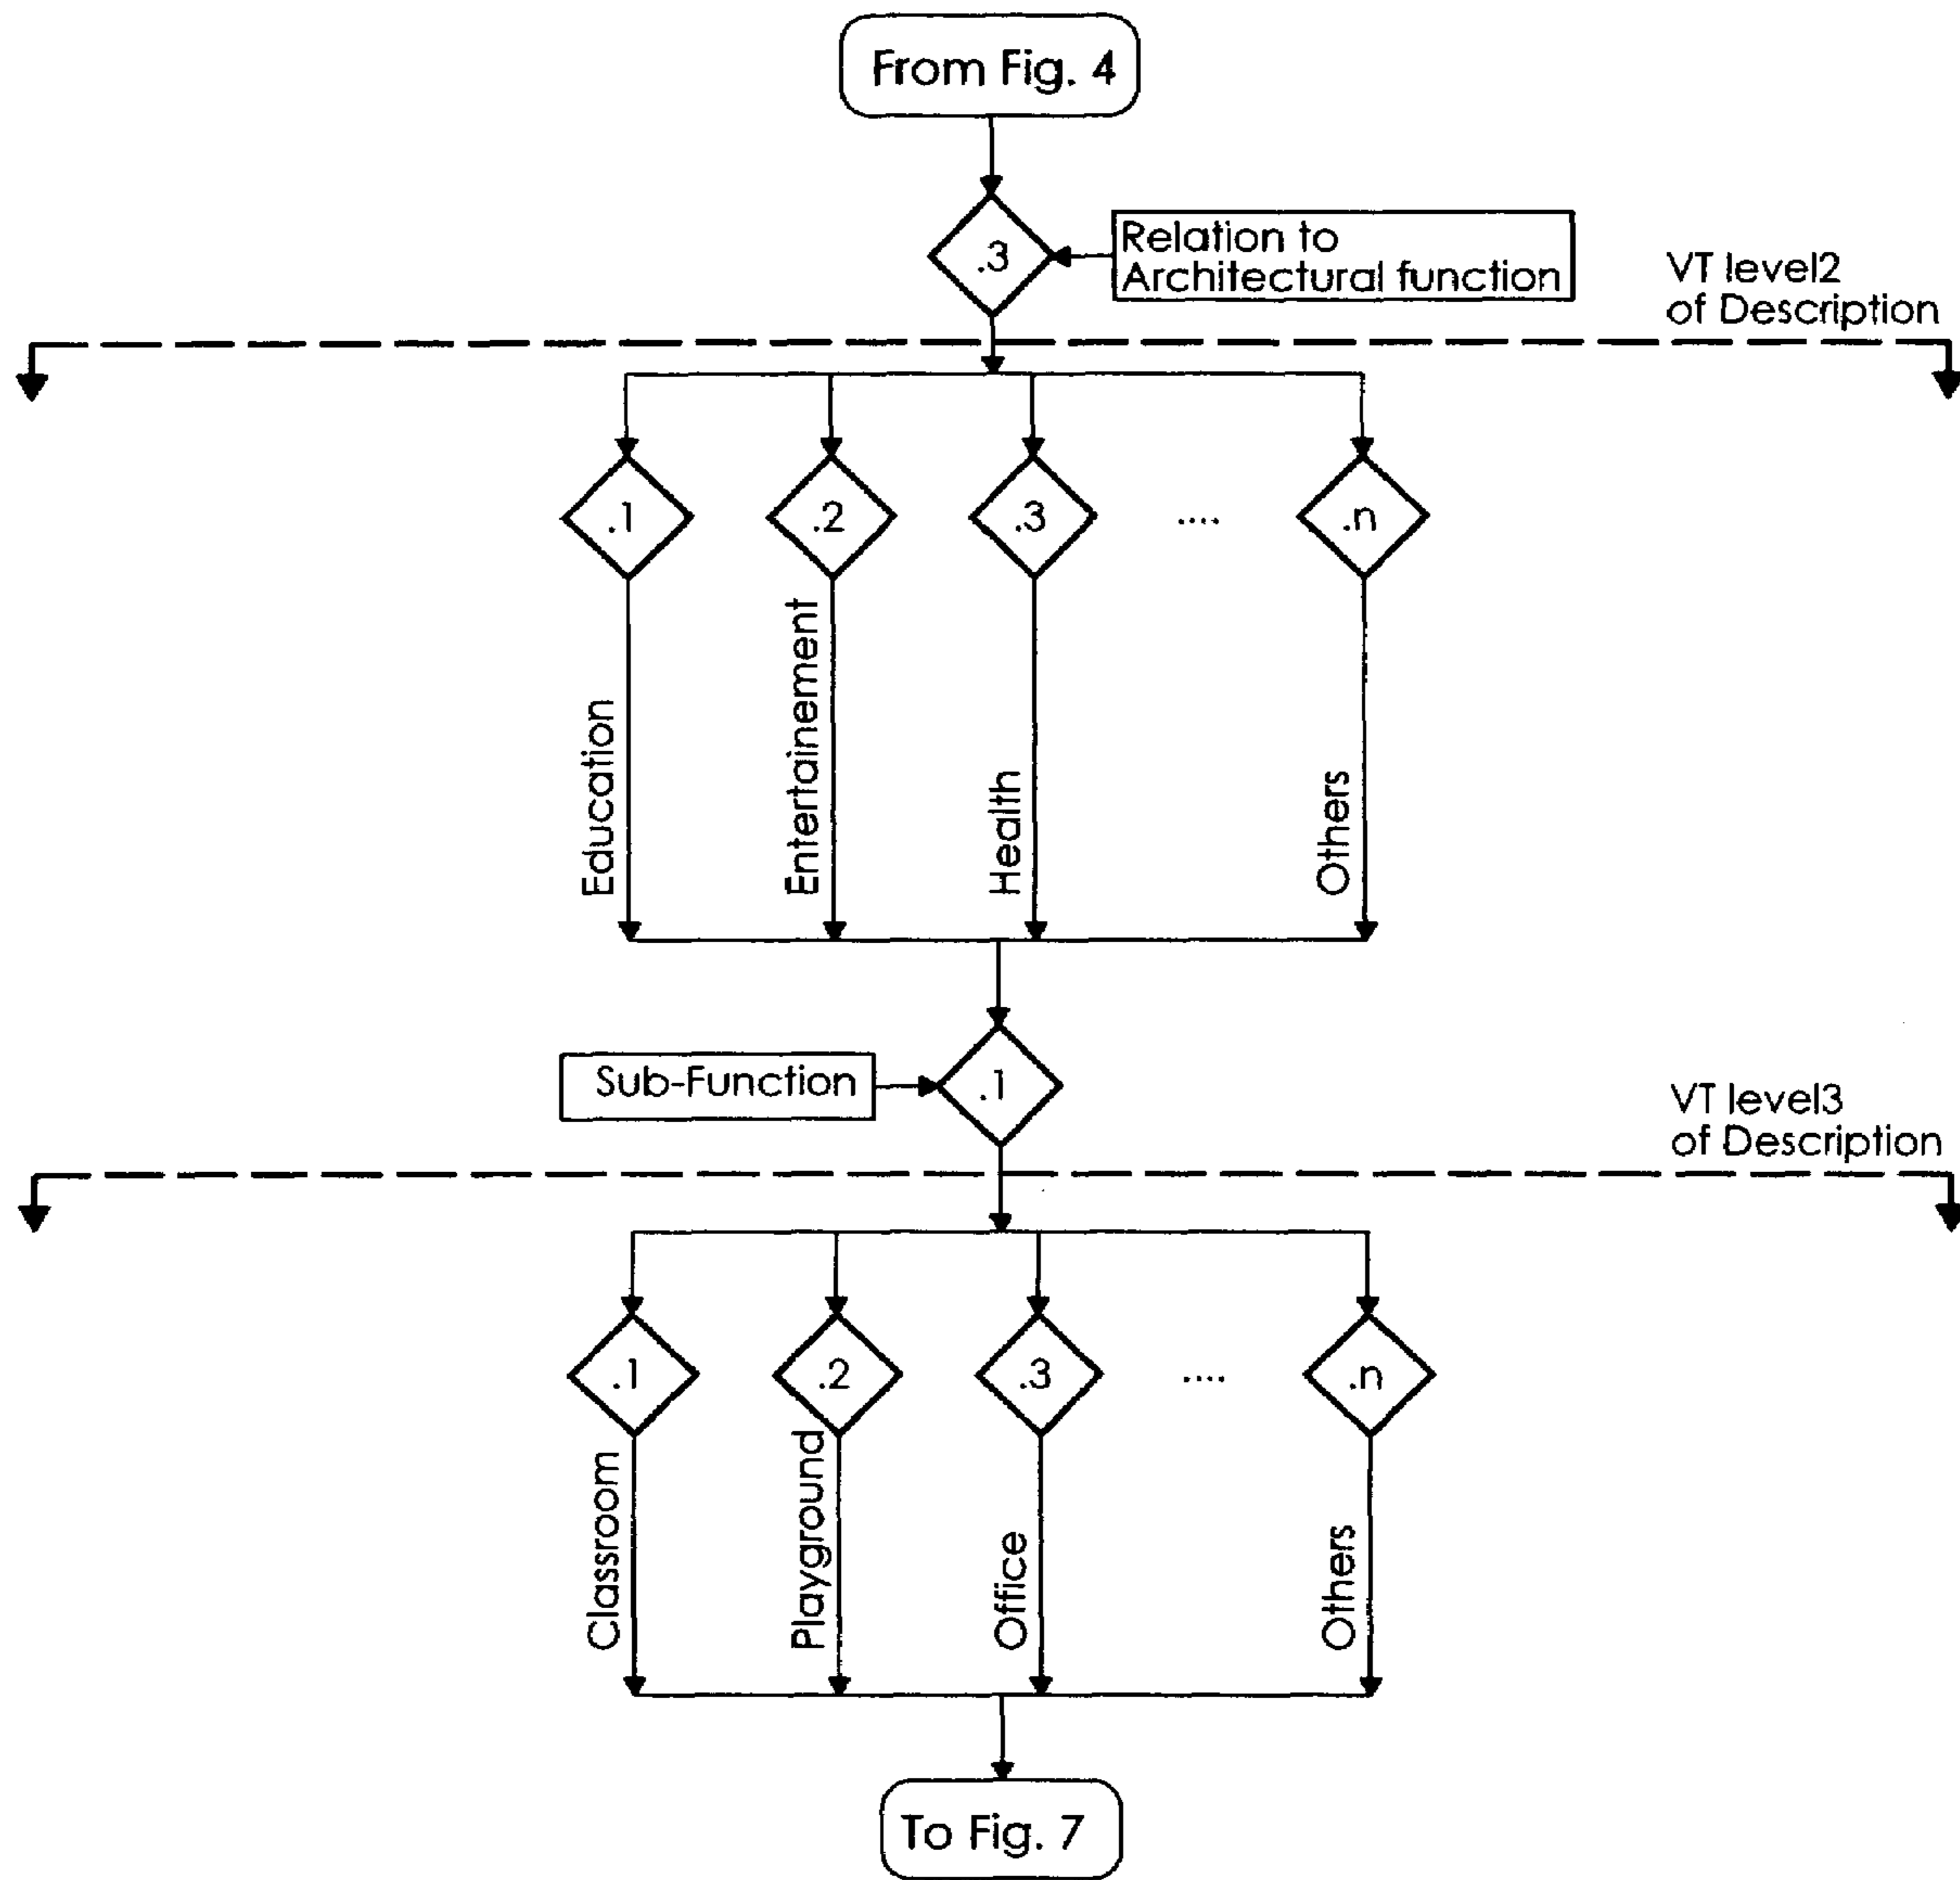 From Fig. 4
.3
Relation to
Architectural function
VT level2
of Description
.1
.2
.3
....
.n
Education
Entertainement
Health
Others
Sub-Function
.1
VT level3
of Description
.1
.2
.3
....
.n
Classroom
Playground
Office
Others
To Fig. 7